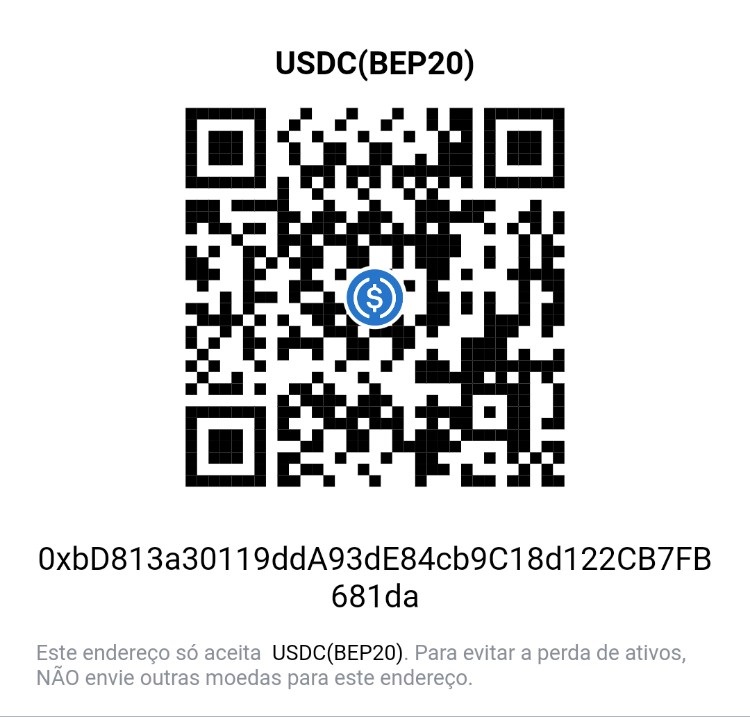 USDC(BEP20)
0xbD813a30119ddA93dE84cb9C18d122CB7FB
681da
Este endereço só aceita USDC(BEP20). Para evitar a perda de ativos,
NÃO envie outras moedas para este endereço.